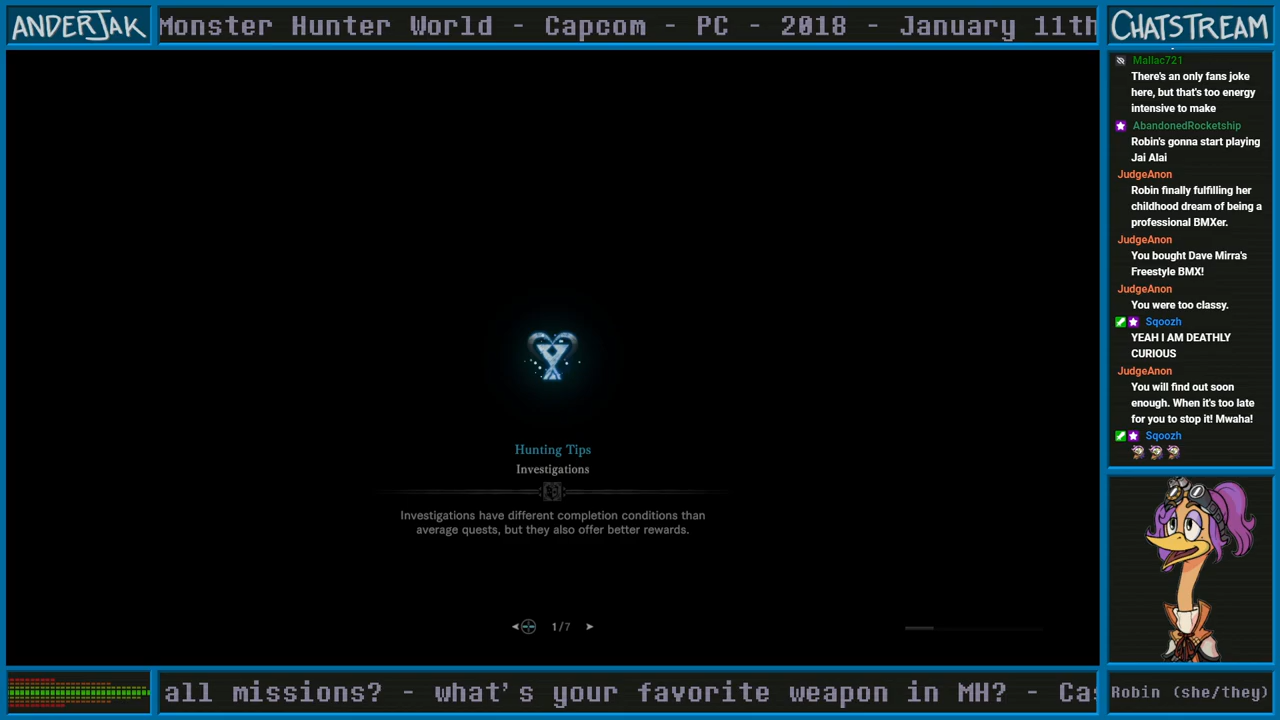 ANDERJAK
Monster Hunter World - Capcom - PC - 2018 - January 11th
CHATSTREAM
Mallac721
There's an only fans joke
here, but that's too energy
intensive to make
AbandonedRocketship
Robin's gonna start playing
Jai Alai
JudgeAnon
Robin finally fulfilling her
childhood dream of being a
professional BMXer.
JudgeAnon
You bought Dave Mirra's
Freestyle BMX!
JudgeAnon
You were too classy.
Sqoozh
YEAH I AM DEATHLY
CURIOUS
JudgeAnon
You will find out soon
enough. When it's too late
for you to stop it! Mwaha!
Sqoozh
Hunting Tips
Investigations
Investigations have different completion conditions than
average quests, but they also offer better rewards.
1/7
all missions? - what's your favorite weapon in MH? - Cas
Robin (she/they)